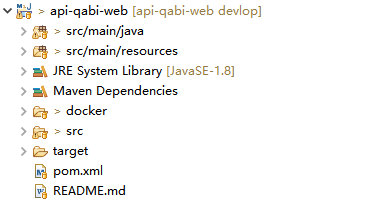 > api-qabi-web [api-qabi-web devlop]
> src/main/java
> src/main/resources
JRE System Library [JavaSE-1.8]
Maven Dependencies
> docker
> src
target
pom.xml
README.md